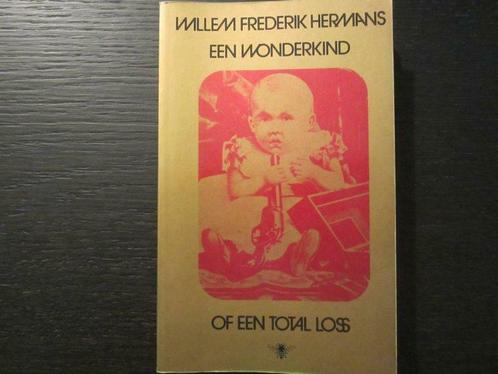 WILLEM FREDERIK HERMANS
EEN WONDERKIND
OF EEN TOTAL LOSS